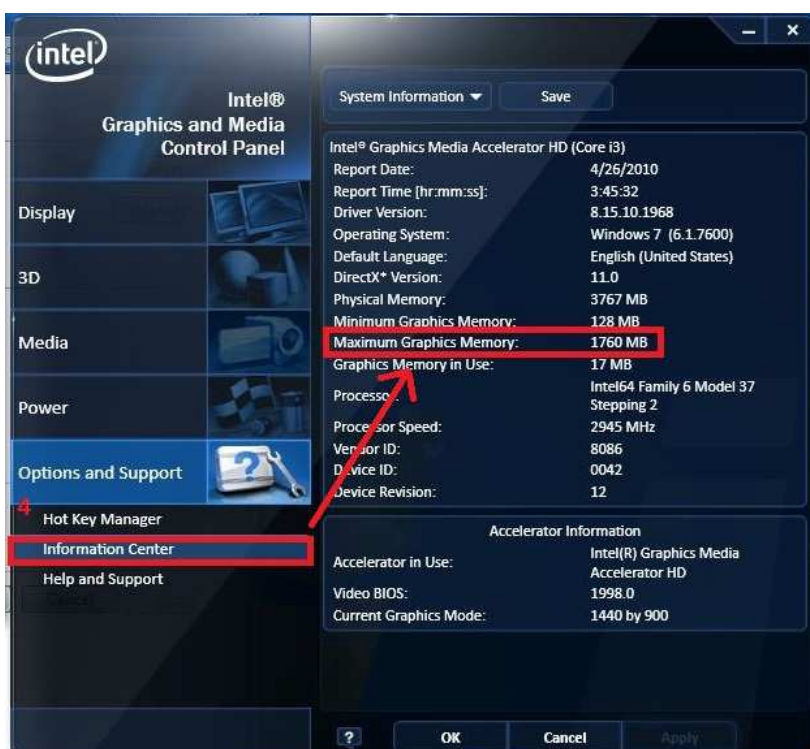 intel
Intel®
Graphics and Media
Control Panel
Display
3D
Media
Power
Options and Support
4
Hot Key Manager
Information Center
Help and Support
System Information
Save
Intel® Graphics Media Accelerator HD (Core i3)
Report Date: 4/26/2010
Report Time [hr:mm:ss]: 3:45:32
Driver Version: 8.15.10.1968
Operating System: Windows 7 (6.1.7600)
Default Language: English (United States)
DirectX* Version: 11.0
Physical Memory: 3767 MB
Minimum Graphics Memory: 128 MB
Maximum Graphics Memory: 1760 MB
Graphics Memory in Use: 17 MB
Processor: Intel64 Family 6 Model 37
Stepping 2
Processor Speed: 2945 MHz
Vendor ID: 8086
Device ID: 0042
Device Revision: 12
Accelerator Information
Accelerator in Use: Intel(R) Graphics Media
Accelerator HD
Video BIOS: 1998.0
Current Graphics Mode: 1440 by 900
?
OK
Cancel
Apply